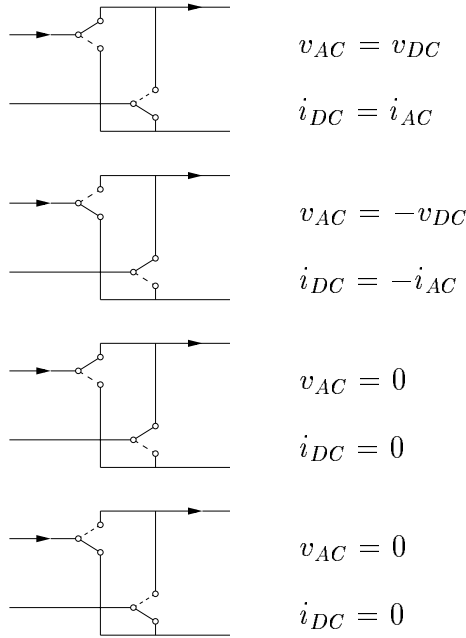 v_{AC} = v_{DC}
i_{DC} = i_{AC}
v_{AC} = -v_{DC}
i_{DC} = -i_{AC}
v_{AC} = 0
i_{DC} = 0
v_{AC} = 0
i_{DC} = 0